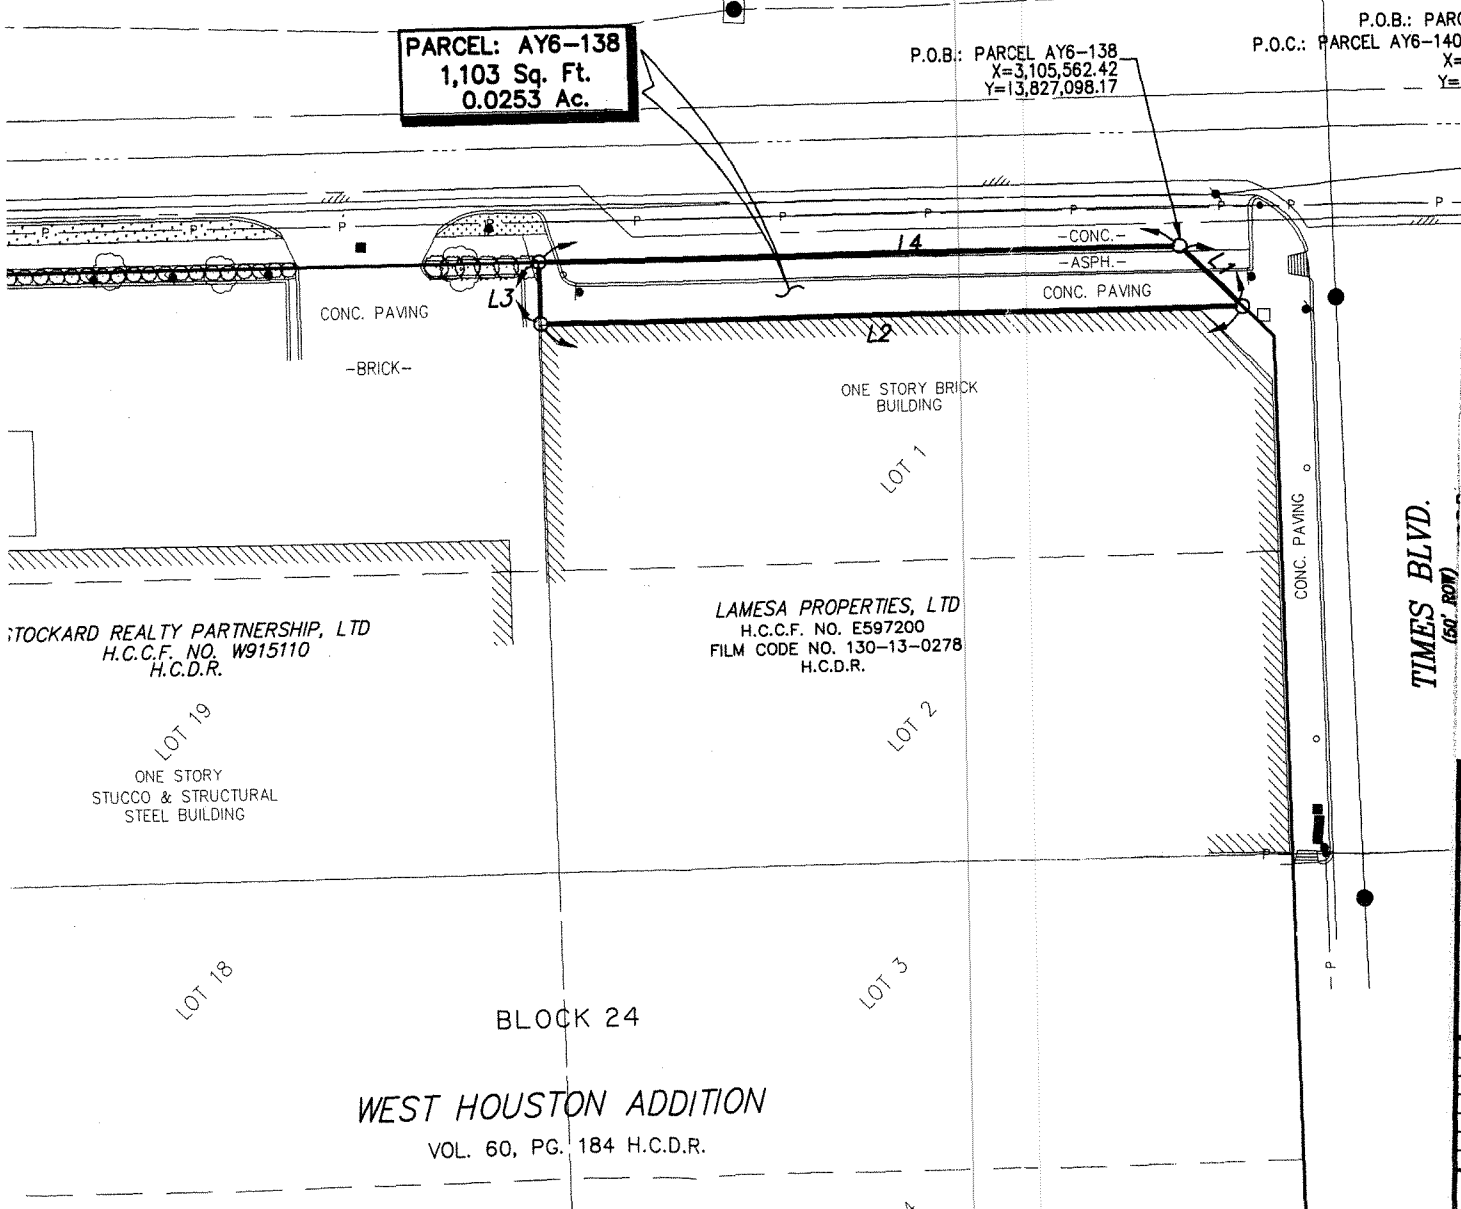 PARCEL: AY6-138
1,103 Sq. Ft.
0.0253 Ac.
P.O.B.: PARCEL AY6-138
X=3,105,562.42
Y=13,827,098.17
P.O.B.: PARC
P.O.C.: PARCEL AY6-140
X=
Y=
P
P
P
P
P
P
P
P
P
P
L4
-CONC.-
-ASPH.-
CONC. PAVING
L3
L2
L1
CONC. PAVING
-BRICK-
ONE STORY BRICK
BUILDING
LOT 1
CONC. PAVING
TIMES BLVD.
(60' ROW)
STOCKARD REALTY PARTNERSHIP, LTD
H.C.C.F. NO. W915110
H.C.D.R.
LAMESA PROPERTIES, LTD
H.C.C.F. NO. E597200
FILM CODE NO. 130-13-0278
H.C.D.R.
LOT 19
LOT 2
ONE STORY
STUCCO & STRUCTURAL
STEEL BUILDING
P
LOT 18
LOT 3
P
BLOCK 24
WEST HOUSTON ADDITION
VOL. 60, PG. 184 H.C.D.R.